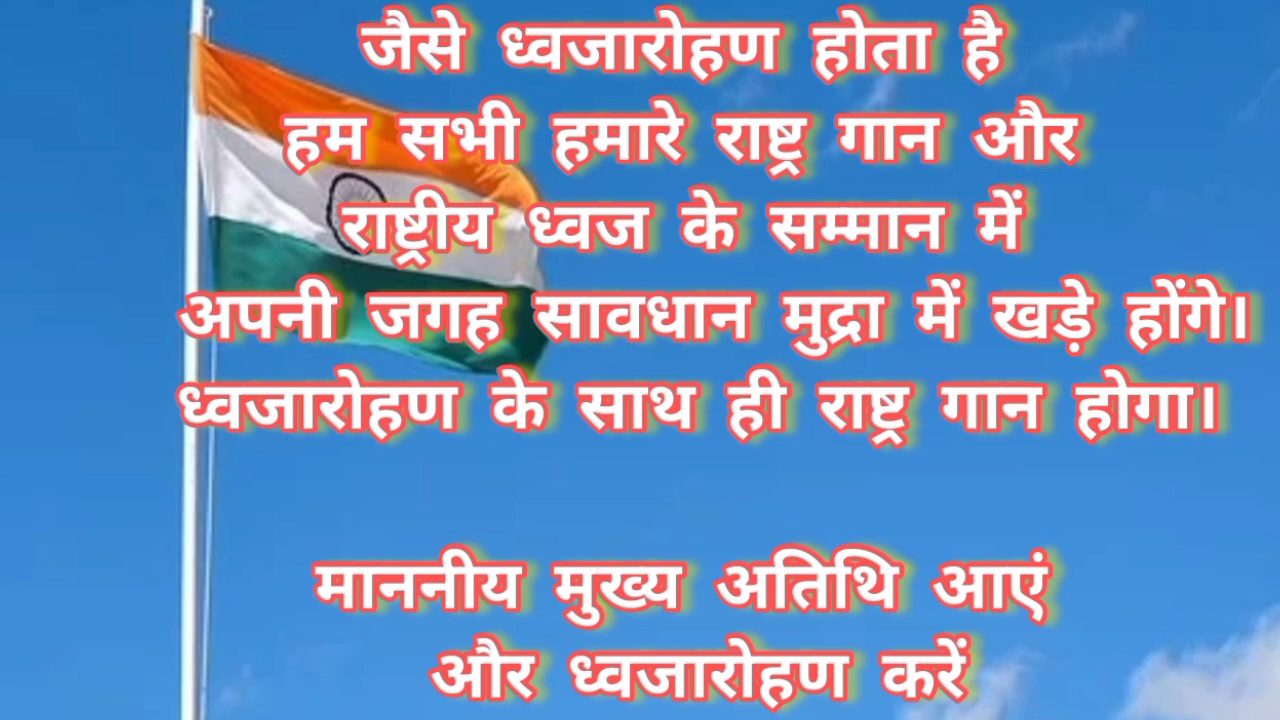 जैसे ध्वजारोहण होता है
हम सभी हमारे राष्ट्र गान और
राष्ट्रीय ध्वज के सम्मान में
अपनी जगह सावधान मुद्रा में खड़े होंगे।
ध्वजारोहण के साथ ही राष्ट्र गान होगा।
माननीय मुख्य अतिथि आएं
और ध्वजारोहण करें